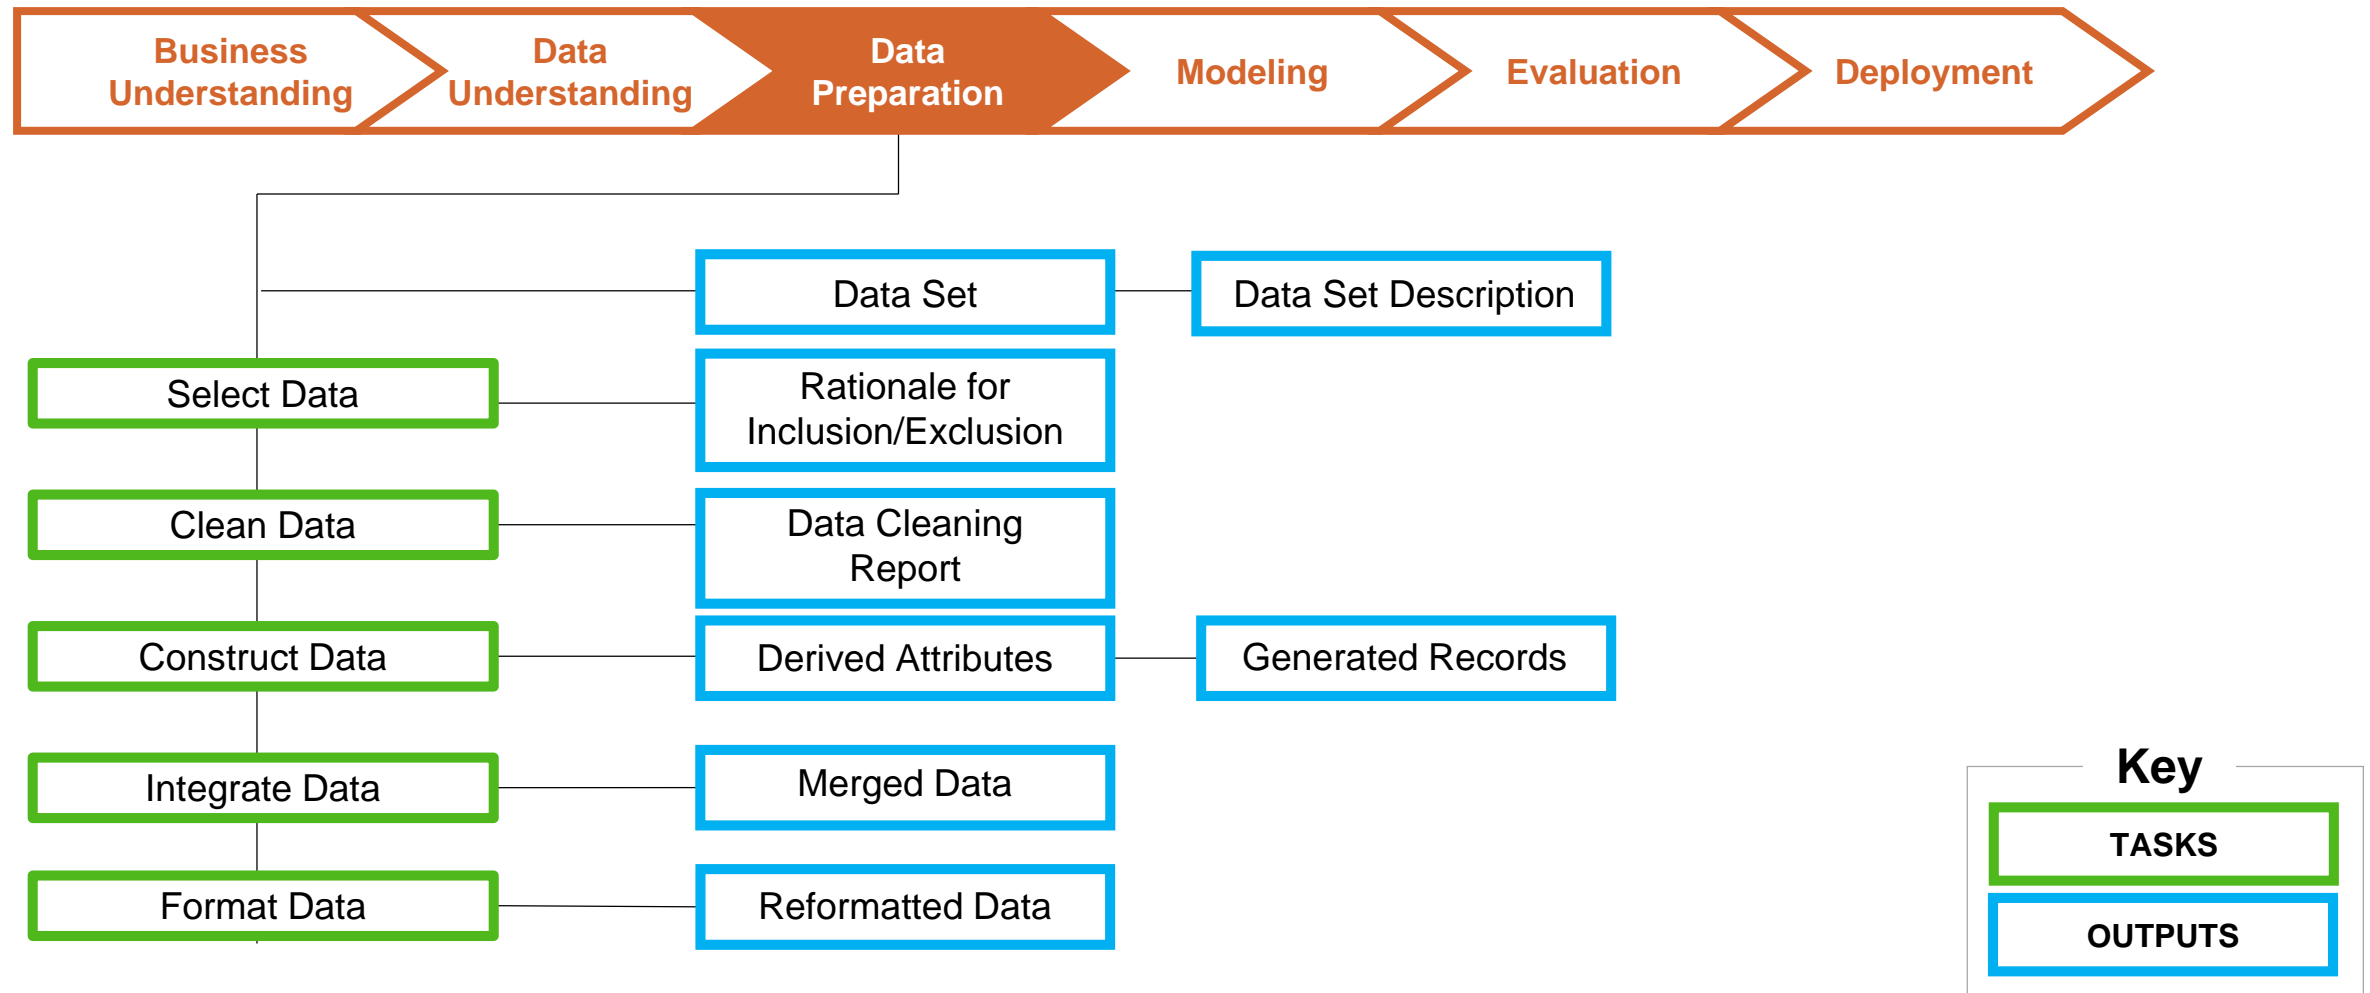 Business
Understanding
Data
Understanding
Data
Preparation
Modeling
Evaluation
Deployment
Data Set
Data Set Description
Select Data
Rationale for
Inclusion/Exclusion
Clean Data
Data Cleaning
Report
Construct Data
Derived Attributes
Generated Records
Integrate Data
Merged Data
Format Data
Reformatted Data
Key
TASKS
OUTPUTS